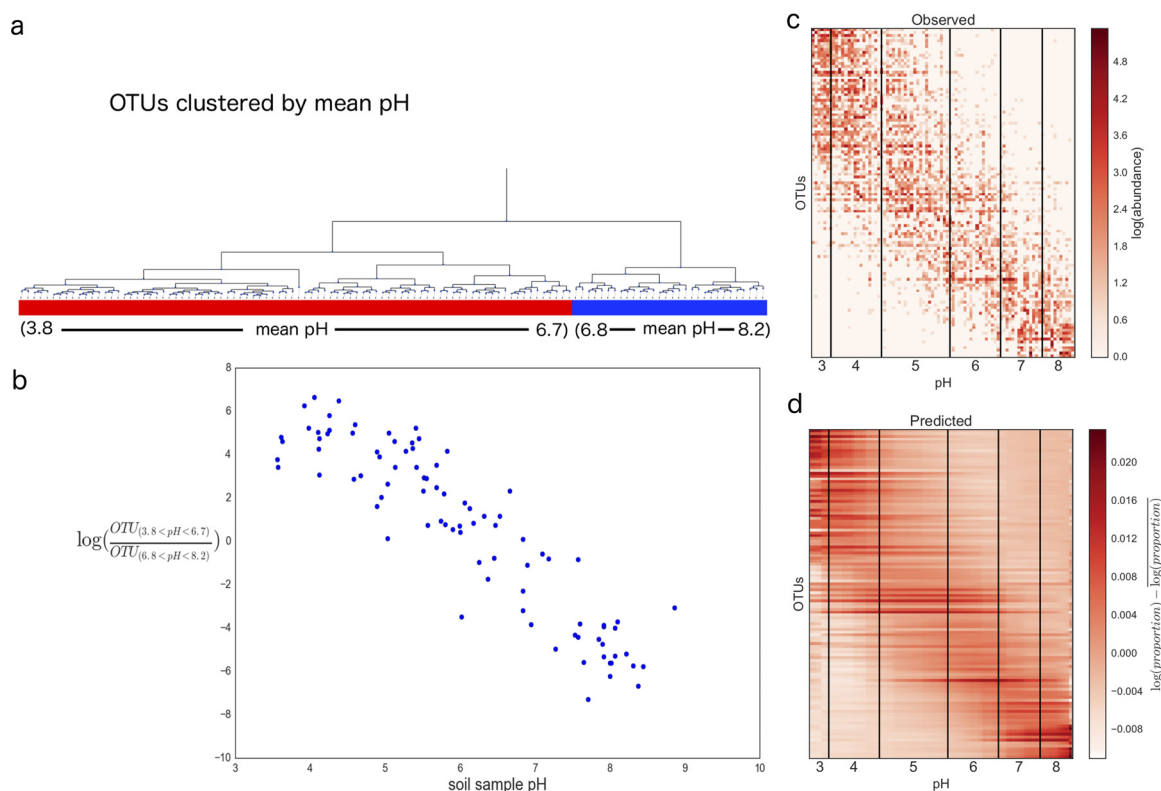 a
OTUs clustered by mean pH
(3.8 mean pH 6.7) (6.8 mean pH 8.2)
b
8
6
4
2
0
−2
−4
−6
−8
−10
log(OTU(3.8<pH<6.7)/OTU(6.8<pH<8.2))
3 4 5 6 7 8 9 10
soil sample pH
c
Observed
OTUs
3 4 5 6 7 8
pH
4.8
4.2
3.6
3.0
2.4
1.8
1.2
0.6
0.0
log(abundance)
d
Predicted
OTUs
3 4 5 6 7 8
pH
0.020
0.016
0.012
0.008
0.004
0.000
−0.004
−0.008
log(proportion) − log(proportion)